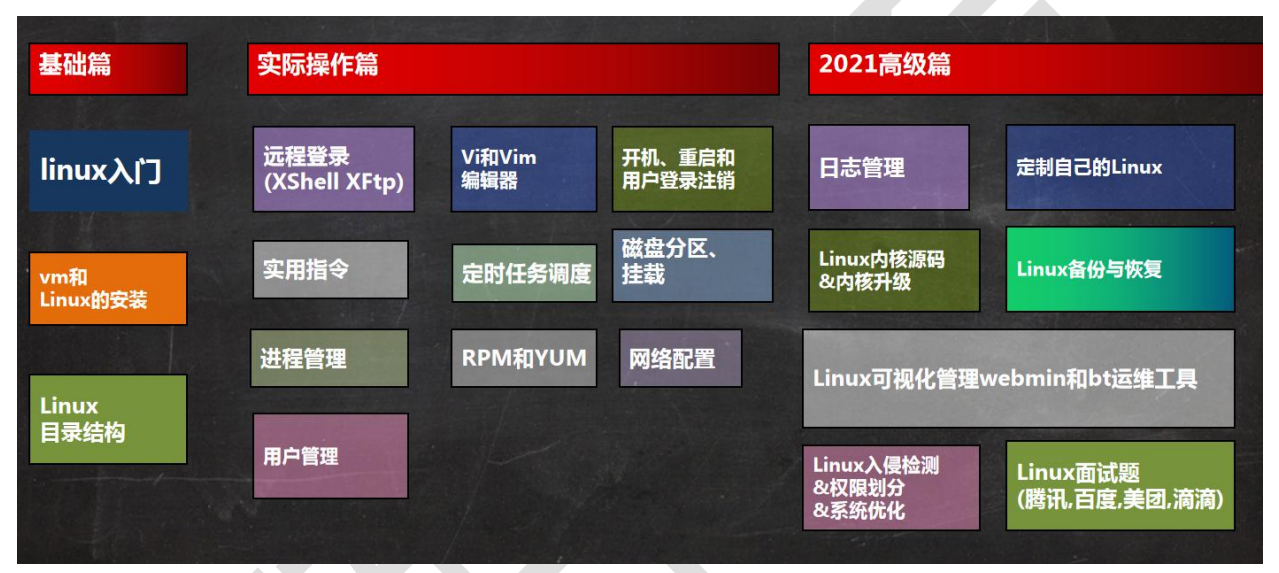 基础篇
linux入门
vm和
Linux的安装
Linux
目录结构
实际操作篇
远程登录
(XShell XFtp)
Vi和Vim
编辑器
开机、重启和
用户登录注销
实用指令
定时任务调度
磁盘分区、
挂载
进程管理
RPM和YUM
网络配置
用户管理
2021高级篇
日志管理
定制自己的Linux
Linux内核源码
&内核升级
Linux备份与恢复
Linux可视化管理webmin和bt运维工具
Linux入侵检测
&权限划分
&系统优化
Linux面试题
(腾讯,百度,美团,滴滴)